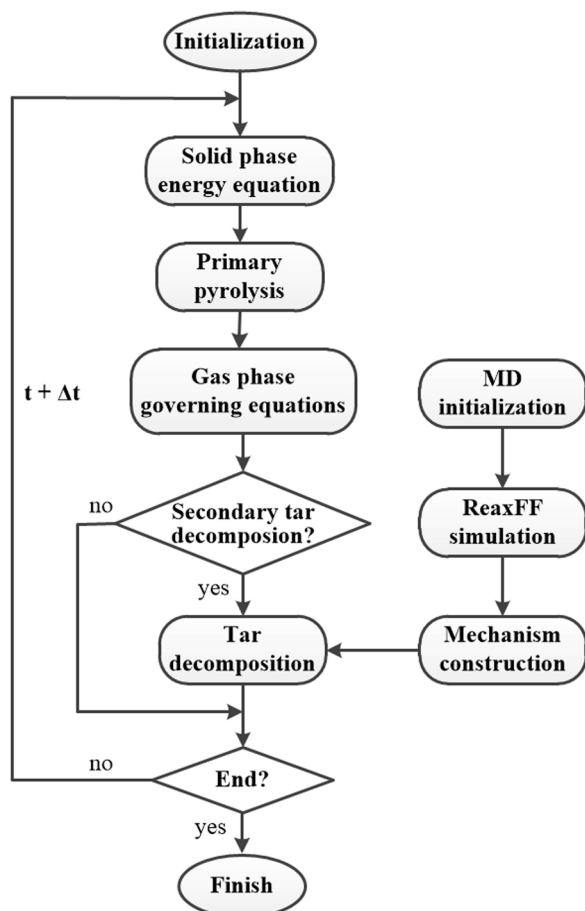 Initialization
Solid phase
energy equation
Primary
pyrolysis
Gas phase
governing equations
t + Δt
MD
initialization
no
Secondary tar
decomposion?
ReaxFF
simulation
yes
Tar
decomposition
Mechanism
construction
no
End?
yes
Finish